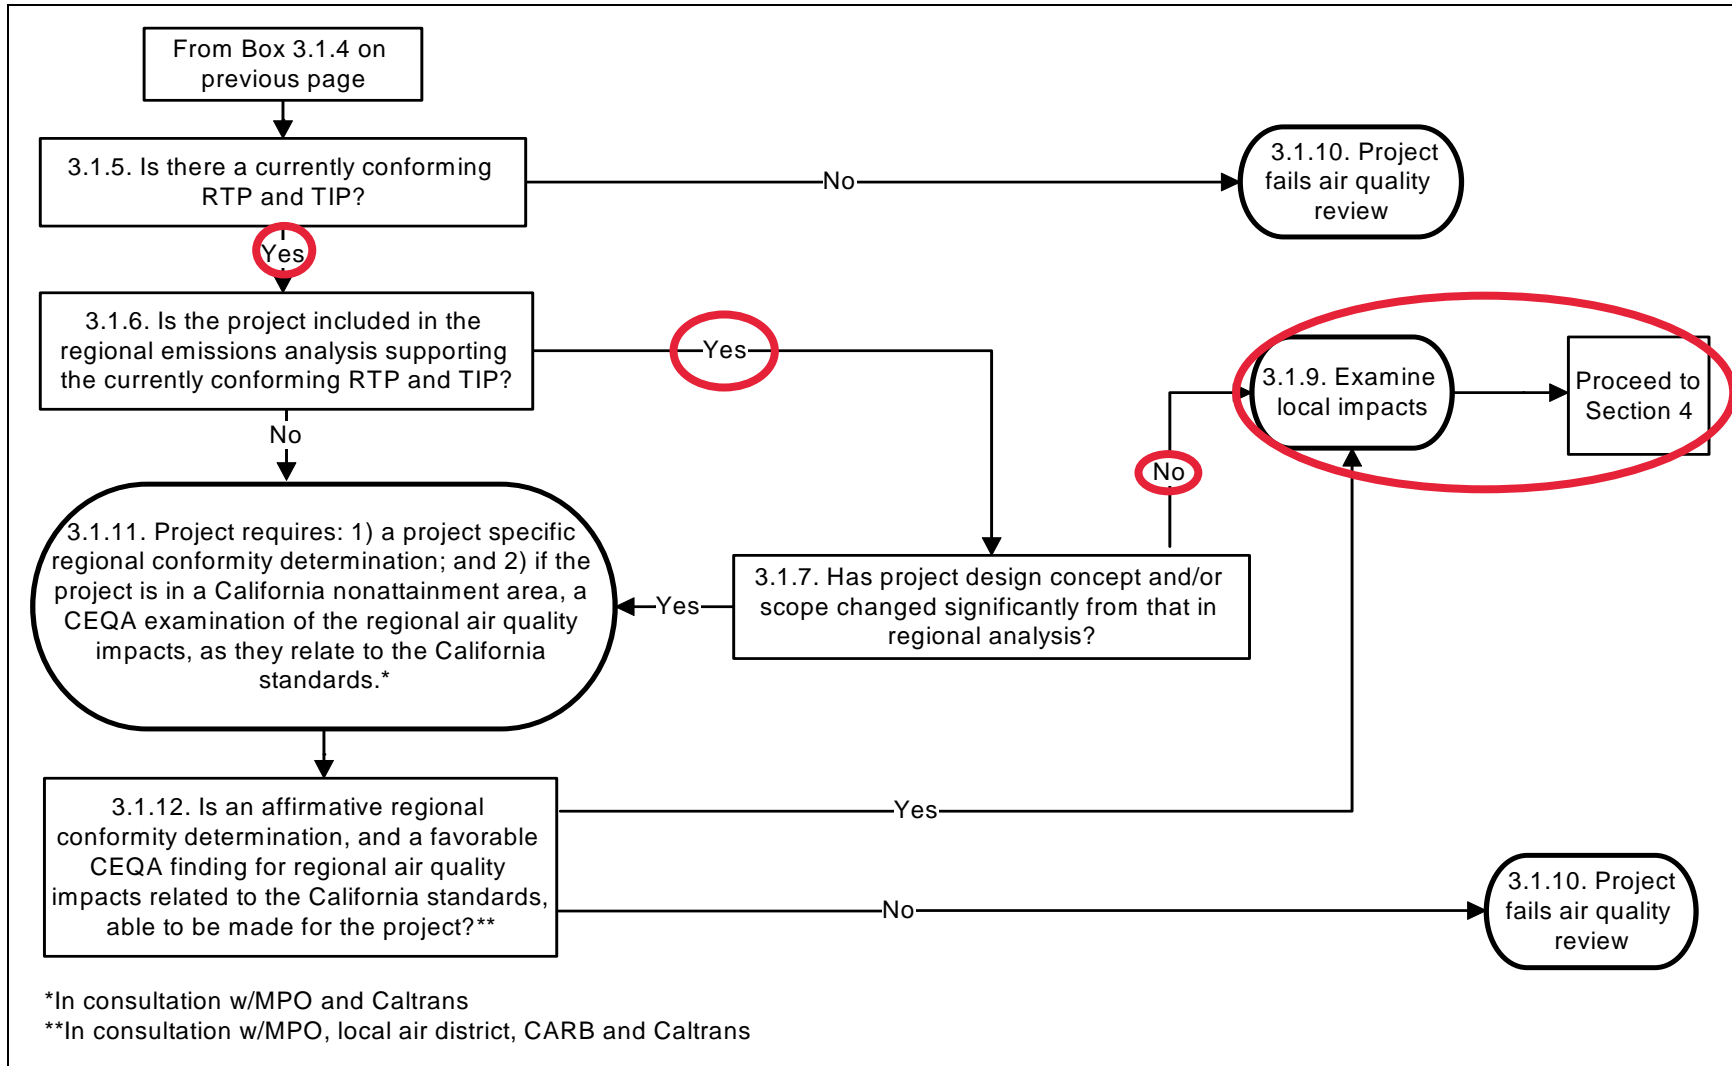 From Box 3.1.4 on
previous page
3.1.5. Is there a currently conforming
RTP and TIP?
No
3.1.10. Project
fails air quality
review
Yes
3.1.6. Is the project included in the
regional emissions analysis supporting
the currently conforming RTP and TIP?
Yes
3.1.9. Examine
local impacts
Proceed to
Section 4
No
No
3.1.11. Project requires: 1) a project specific
regional conformity determination; and 2) if the
project is in a California nonattainment area, a
CEQA examination of the regional air quality
impacts, as they relate to the California
standards.*
Yes
3.1.7. Has project design concept and/or
scope changed significantly from that in
regional analysis?
3.1.12. Is an affirmative regional
conformity determination, and a favorable
CEQA finding for regional air quality
impacts related to the California standards,
able to be made for the project?**
Yes
No
3.1.10. Project
fails air quality
review
*In consultation w/MPO and Caltrans
**In consultation w/MPO, local air district, CARB and Caltrans